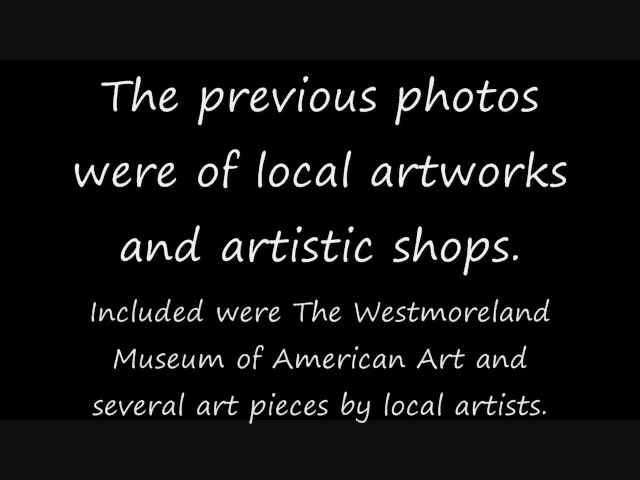 The previous photos
were of local artworks
and artistic shops.
Included were The Westmoreland
Museum of American Art and
several art pieces by local artists.